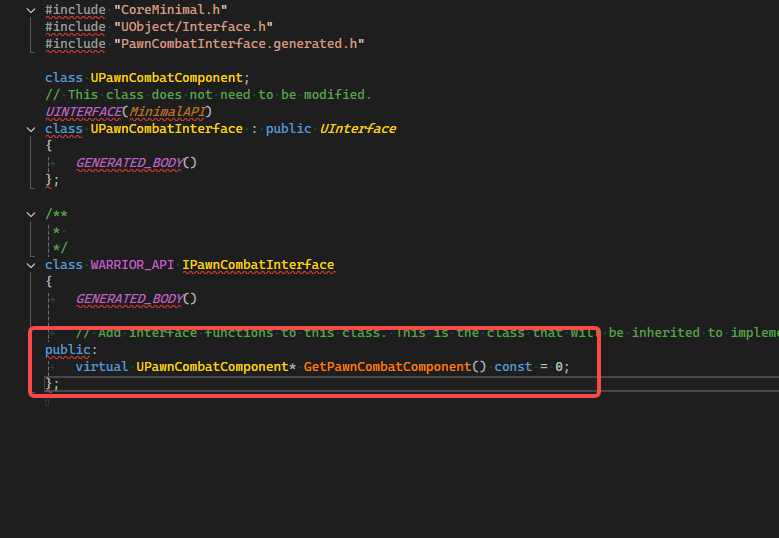 #include "CoreMinimal.h"
#include "UObject/Interface.h"
#include "PawnCombatInterface.generated.h"
class UPawnCombatComponent;
// This class does not need to be modified.
UINTERFACE(MinimalAPI)
class UPawnCombatInterface : public UInterface
{
GENERATED_BODY()
};
/**
*
*/
class WARRIOR_API IPawnCombatInterface
{
GENERATED_BODY()
// Add interface functions to this class. This is the class that will be inherited to impleme
public:
virtual UPawnCombatComponent* GetPawnCombatComponent() const = 0;
};